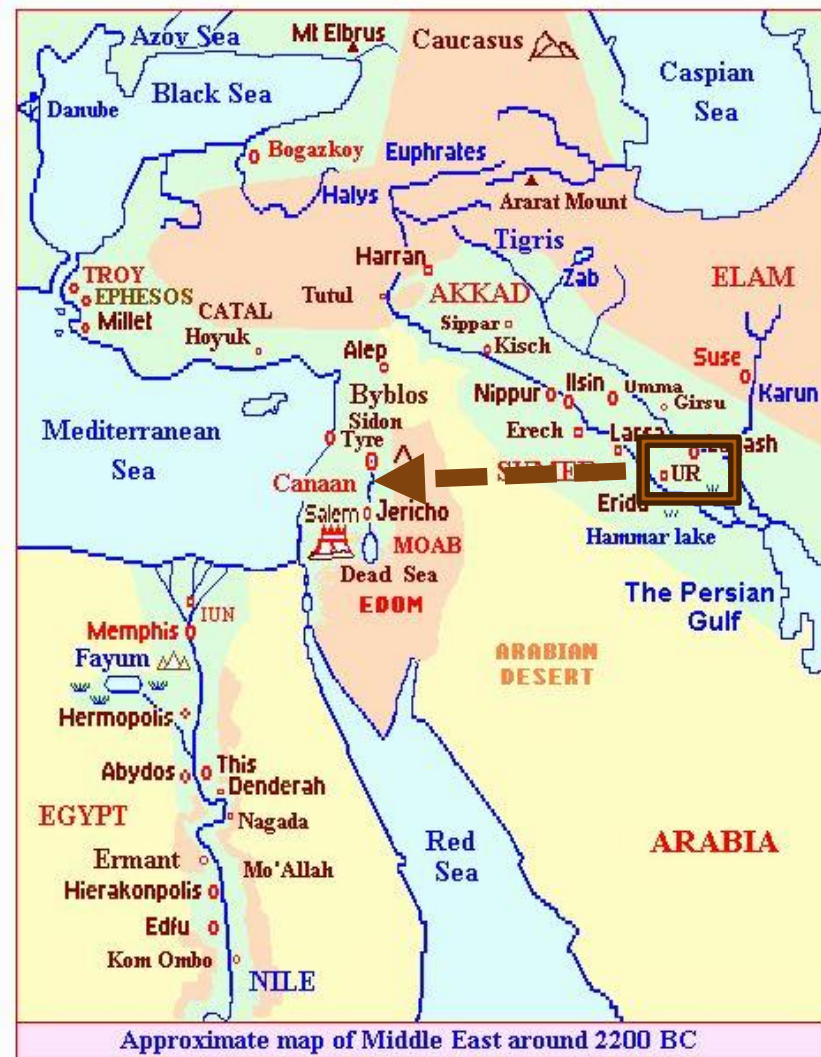 Azov Sea
Mt Elbrus
Caucasus
Caspian
Sea
Black Sea
Danube
Bogazkoy
Euphrates
Halys
Ararat Mount
Tigris
Harran
Zab
ELAM
TROY
EPHESOS
Millet
CATAL
Hoyuk
Tutul
AKKAD
Sippar
Kisch
Alep
Suse
Byblos
Nippur
Ilsin
Umma
Girsu
Karun
Mediterranean
Sea
Sidon
Tyre
Erech
Larsa
Canaan
UR
Salem
Jericho
Eridu
MOAB
Hammar lake
Dead Sea
EDOM
The Persian
Gulf
IUN
Memphis
Fayum
ARABIAN
DESERT
Hermopolis
Abydos
This
Denderah
EGYPT
Nagada
Ermant
Mo'Allah
Red
Sea
ARABIA
Hierakonpolis
Edfu
Kom Ombo
NILE
Approximate map of Middle East around 2200 BC